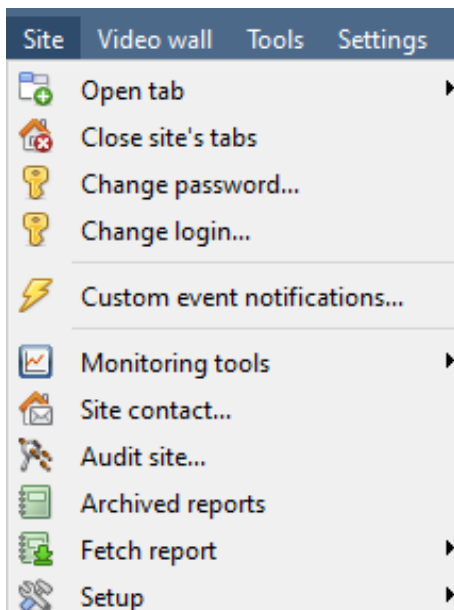 Site Video wall Tools Settings
Open tab
Close site's tabs
Change password...
Change login...
Custom event notifications...
Monitoring tools
Site contact...
Audit site...
Archived reports
Fetch report
Setup